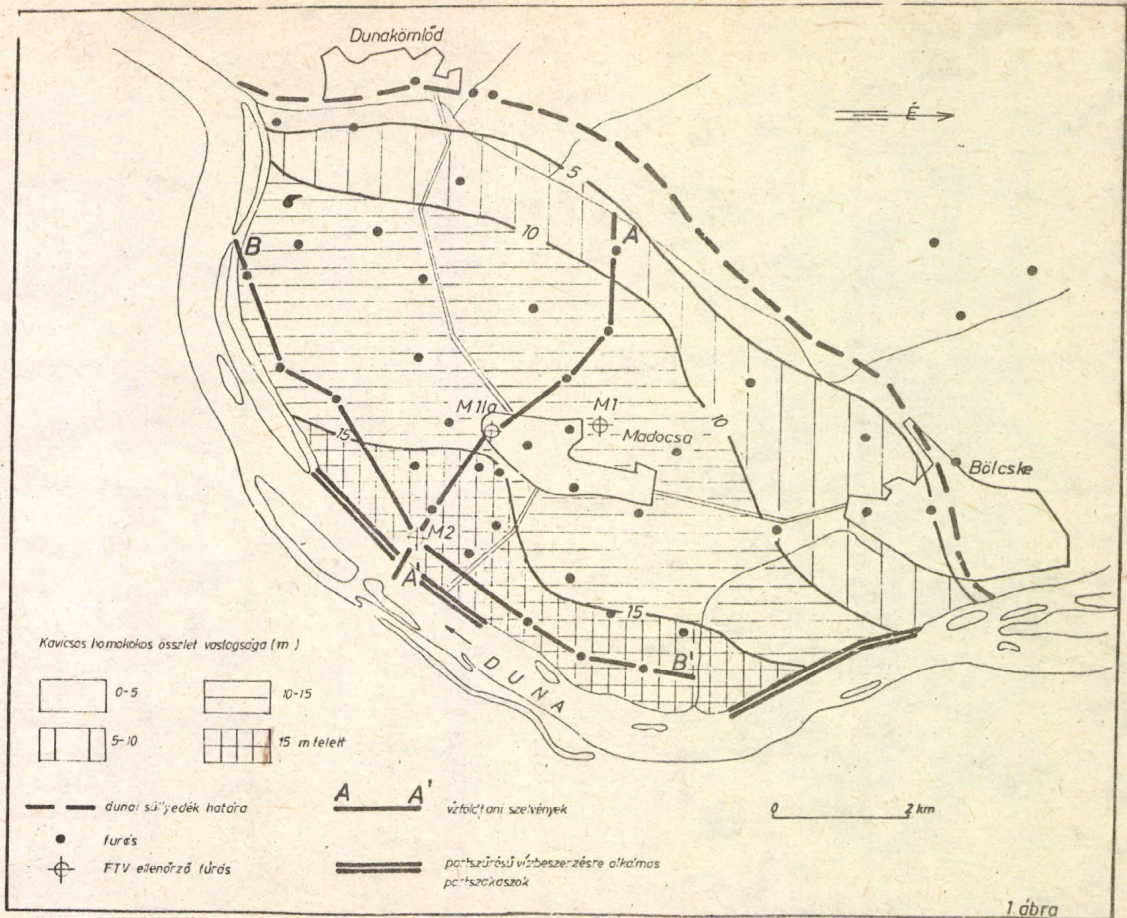 Dunakömlőd
É
5
A
10
B
M1la
M1
10
Madocsa
15
Bölcske
M2
A'
15
B'
DUNA
Kavicsos homokokos összlet vastagsága (m)
0-5
10-15
5-10
15 m felett
dunai süllyedék határa
A A'
vízföldtani szelvények
furás
FTV ellenőrző fúrás
partszűrésű vízbeszerzésre alkalmas
partszakaszok
0 2 km
1. ábra